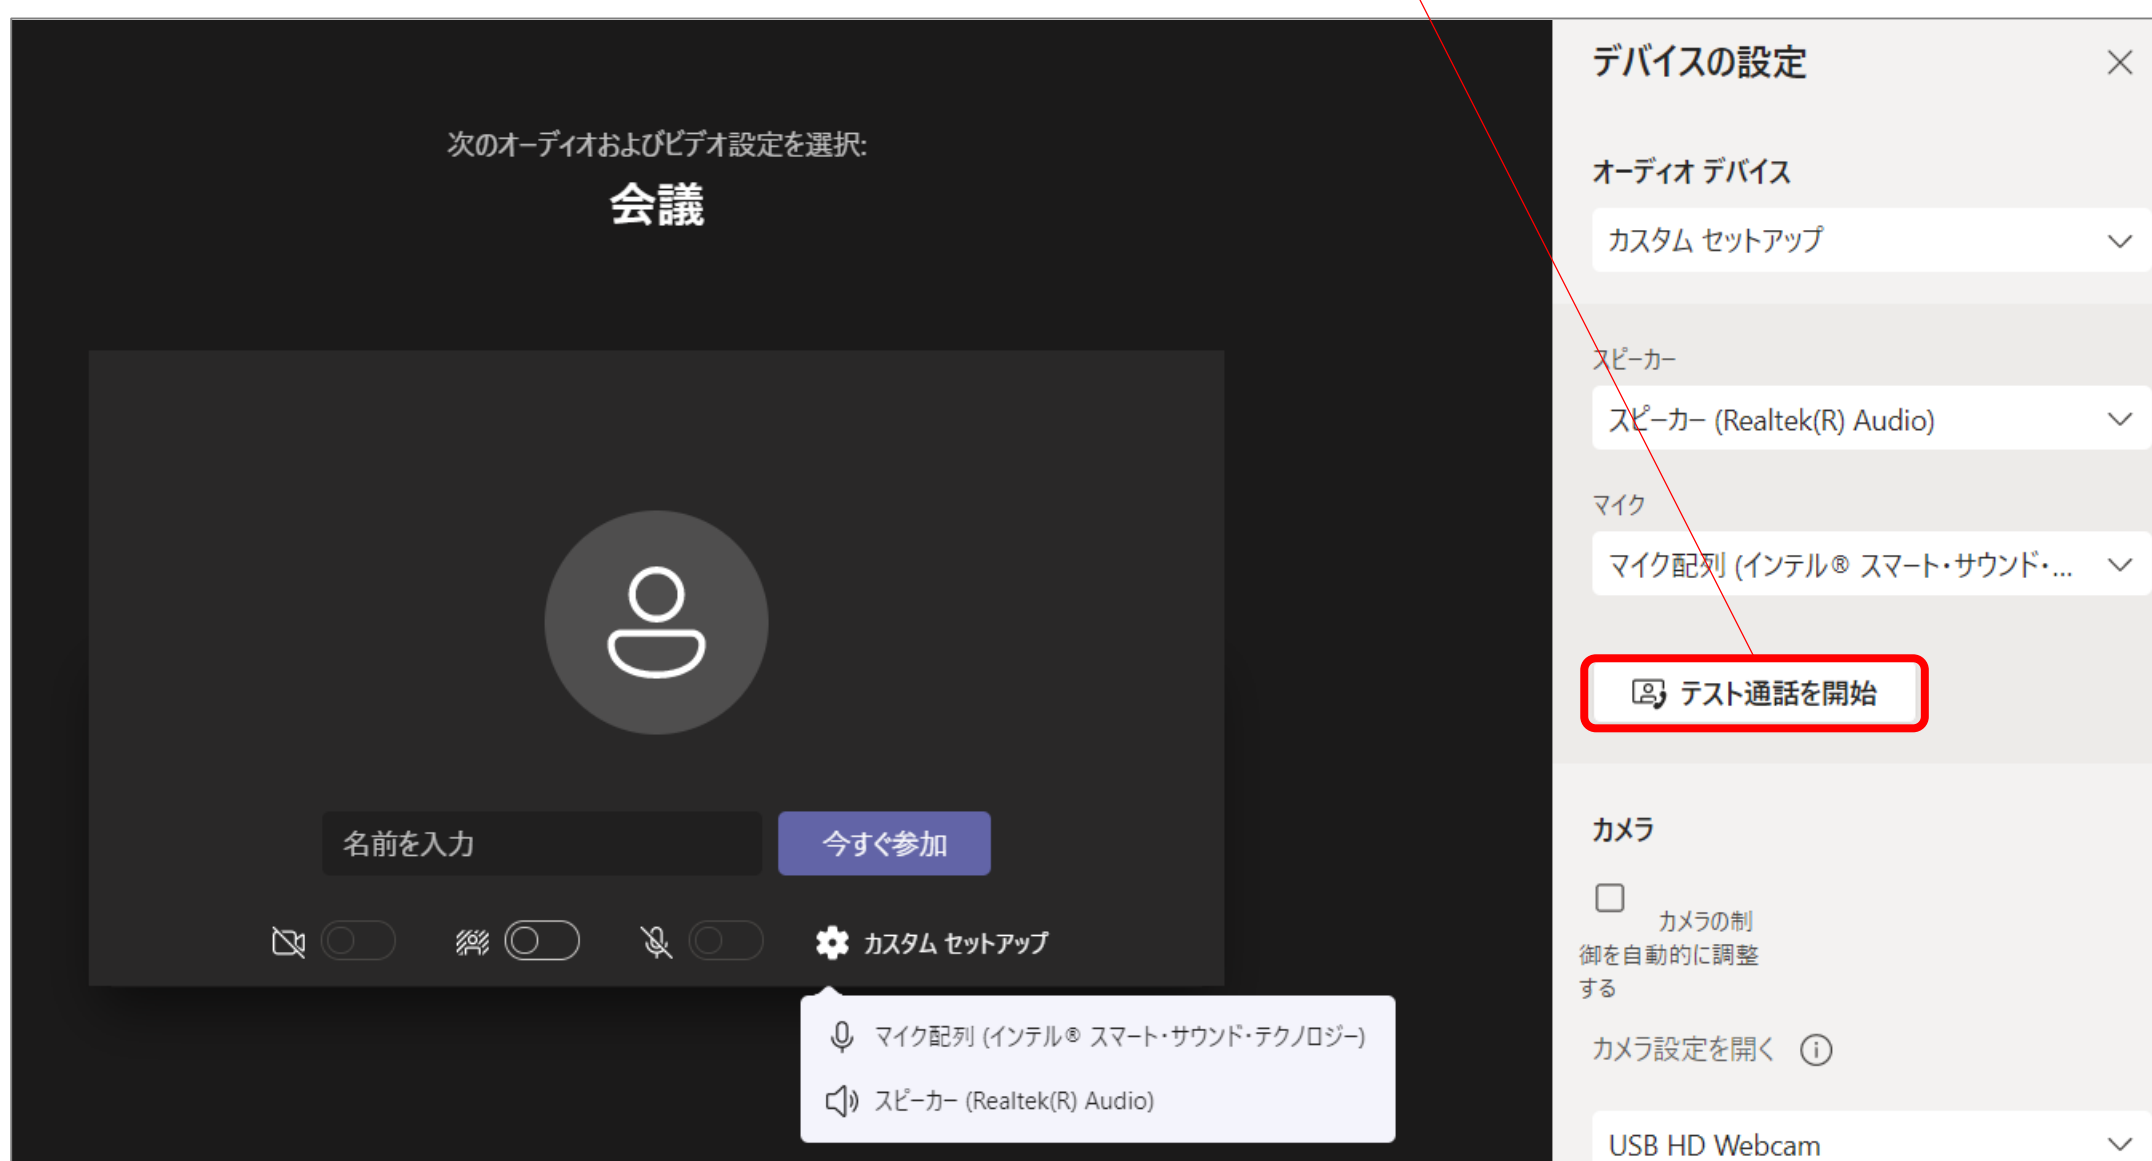 次のオーディオおよびビデオ設定を選択:
会議
名前を入力
今すぐ参加
カスタム セットアップ
マイク配列 (インテル® スマート・サウンド・テクノロジー)
スピーカー (Realtek(R) Audio)
デバイスの設定
オーディオ デバイス
カスタム セットアップ
スピーカー
スピーカー (Realtek(R) Audio)
マイク
マイク配列 (インテル® スマート・サウンド・...
テスト通話を開始
カメラ
カメラの制
御を自動的に調整
する
カメラ設定を開く
USB HD Webcam